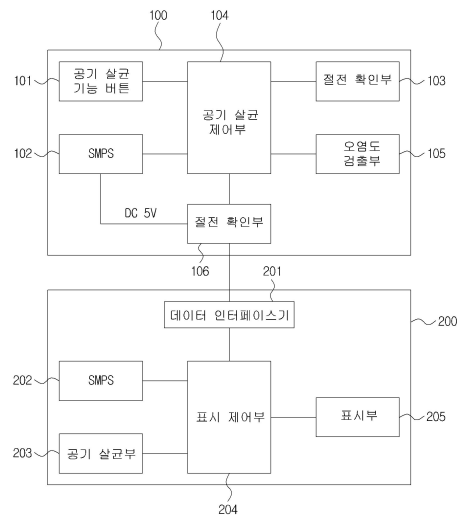 100
104
101
공기 살균
기능 버튼
공기 살균
제어부
절전 확인부
103
102
SMPS
오염도
검출부
105
DC 5V
절전 확인부
106
201
데이터 인터페이스기
200
202
SMPS
표시 제어부
표시부
205
203
공기 살균부
204